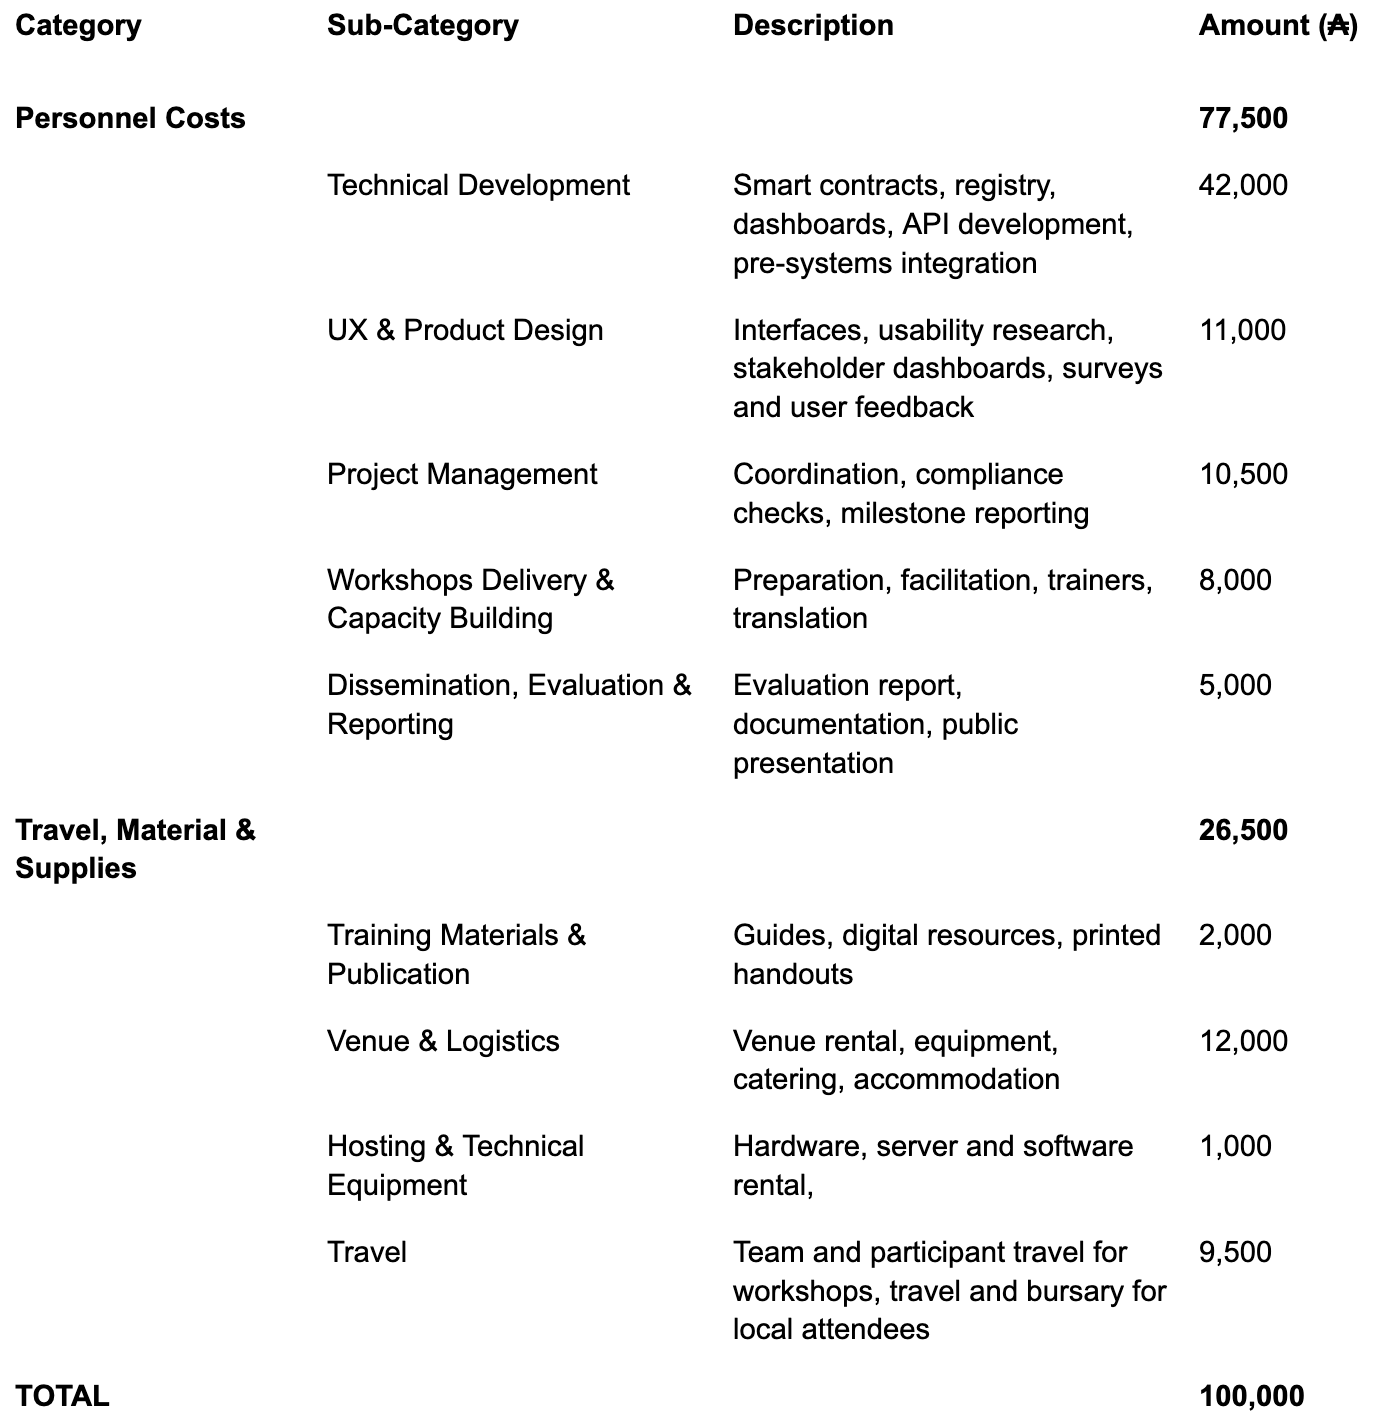 Category Sub-Category Description Amount (₳)
Personnel Costs 77,500
Technical Development Smart contracts, registry, 42,000
dashboards, API development,
pre-systems integration
UX & Product Design Interfaces, usability research, 11,000
stakeholder dashboards, surveys
and user feedback
Project Management Coordination, compliance 10,500
checks, milestone reporting
Workshops Delivery & Preparation, facilitation, trainers, 8,000
Capacity Building translation
Dissemination, Evaluation & Evaluation report, 5,000
Reporting documentation, public
presentation
Travel, Material & 26,500
Supplies
Training Materials & Guides, digital resources, printed 2,000
Publication handouts
Venue & Logistics Venue rental, equipment, 12,000
catering, accommodation
Hosting & Technical Hardware, server and software 1,000
Equipment rental,
Travel Team and participant travel for 9,500
workshops, travel and bursary for
local attendees
TOTAL 100,000